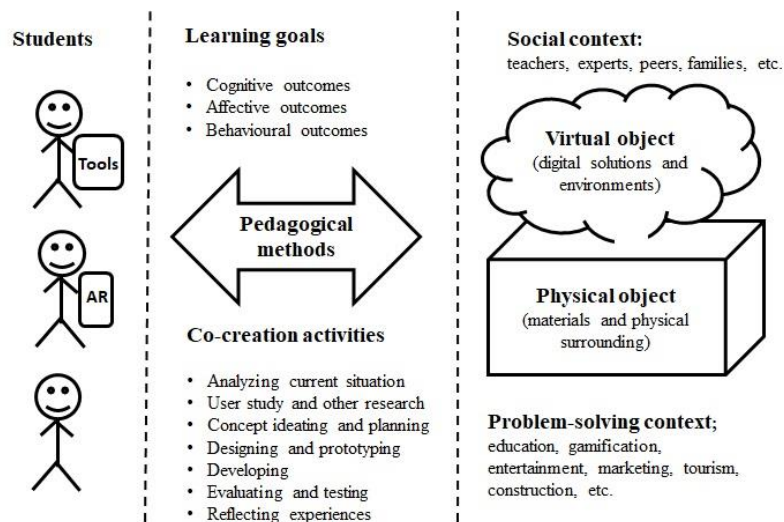 Students
Tools
AR
Learning goals
• Cognitive outcomes
• Affective outcomes
• Behavioural outcomes
Pedagogical
methods
Co-creation activities
• Analyzing current situation
• User study and other research
• Concept ideating and planning
• Designing and prototyping
• Developing
• Evaluating and testing
• Reflecting experiences
Social context:
teachers, experts, peers, families, etc.
Virtual object
(digital solutions and
environments)
Physical object
(materials and physical
surrounding)
Problem-solving context;
education, gamification,
entertainment, marketing, tourism,
construction, etc.